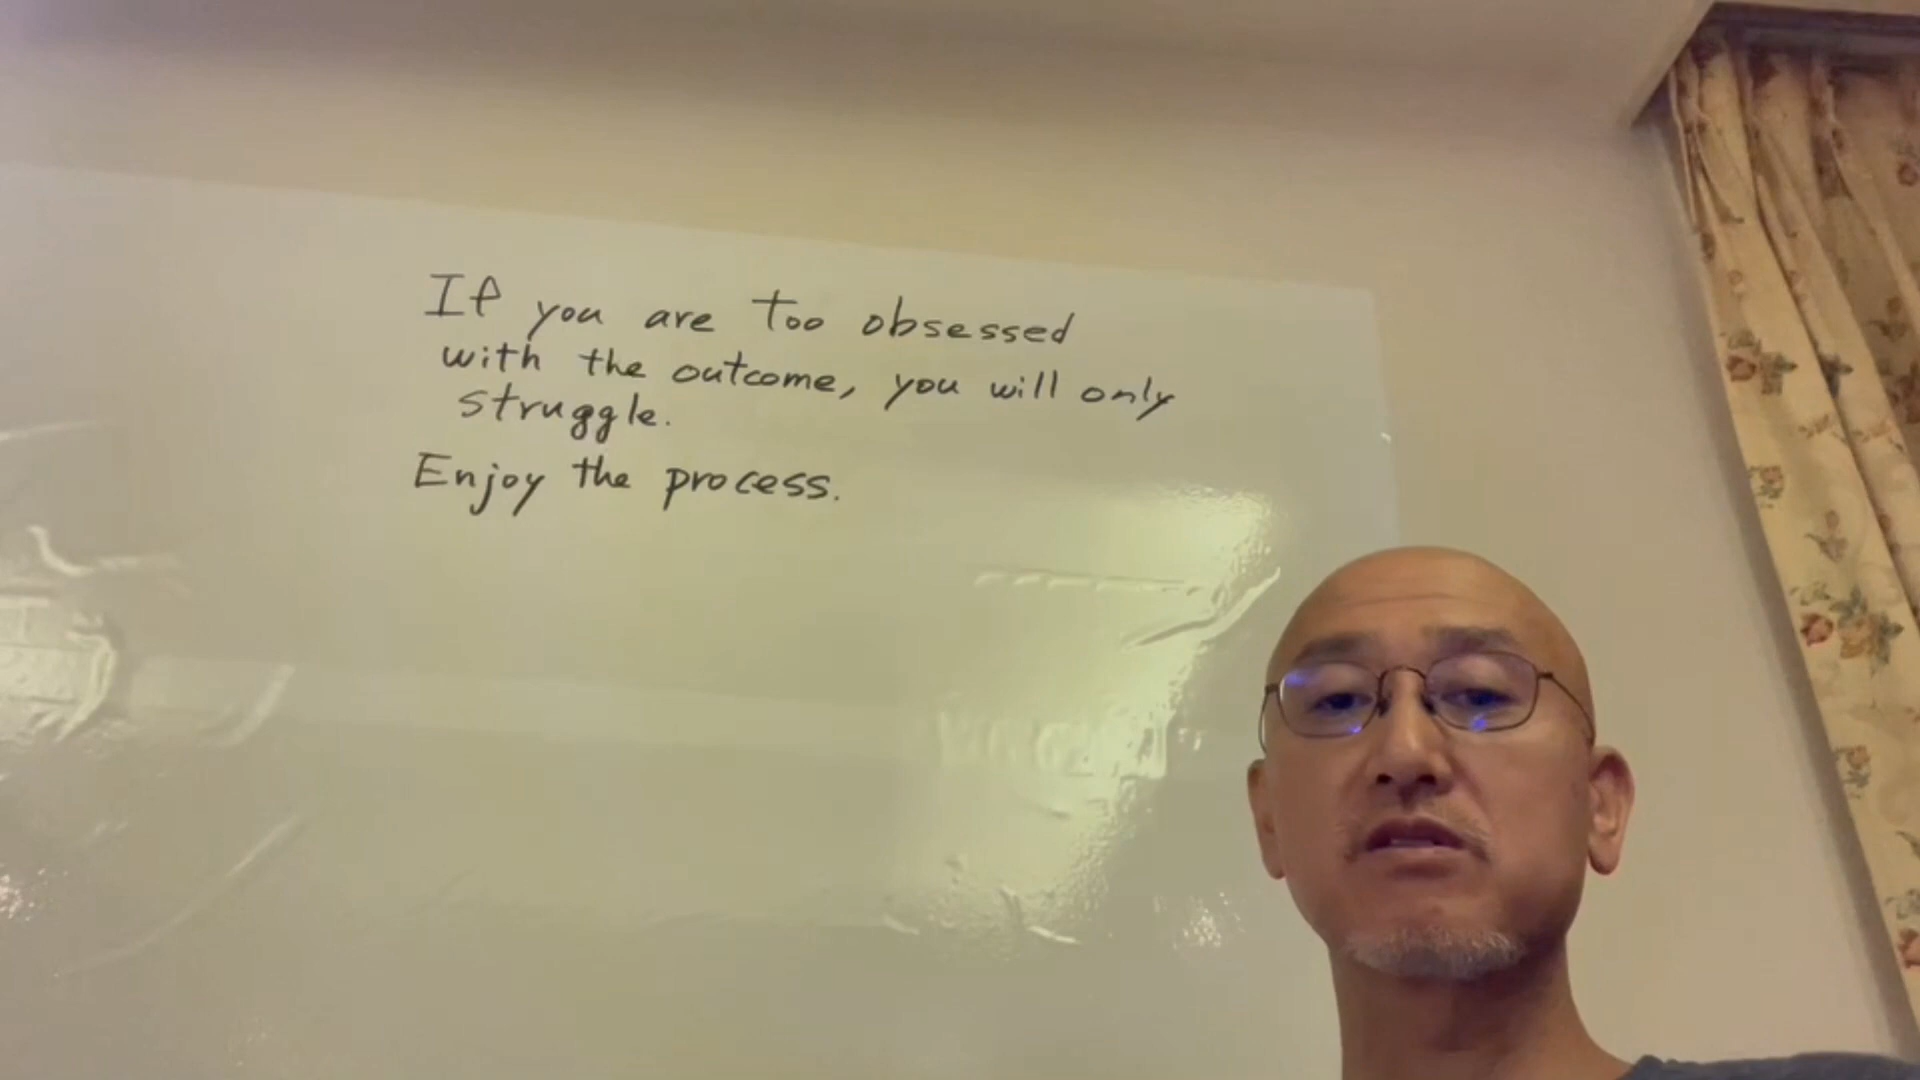 If you are too obsessed
with the outcome, you will only
struggle.
Enjoy the process.